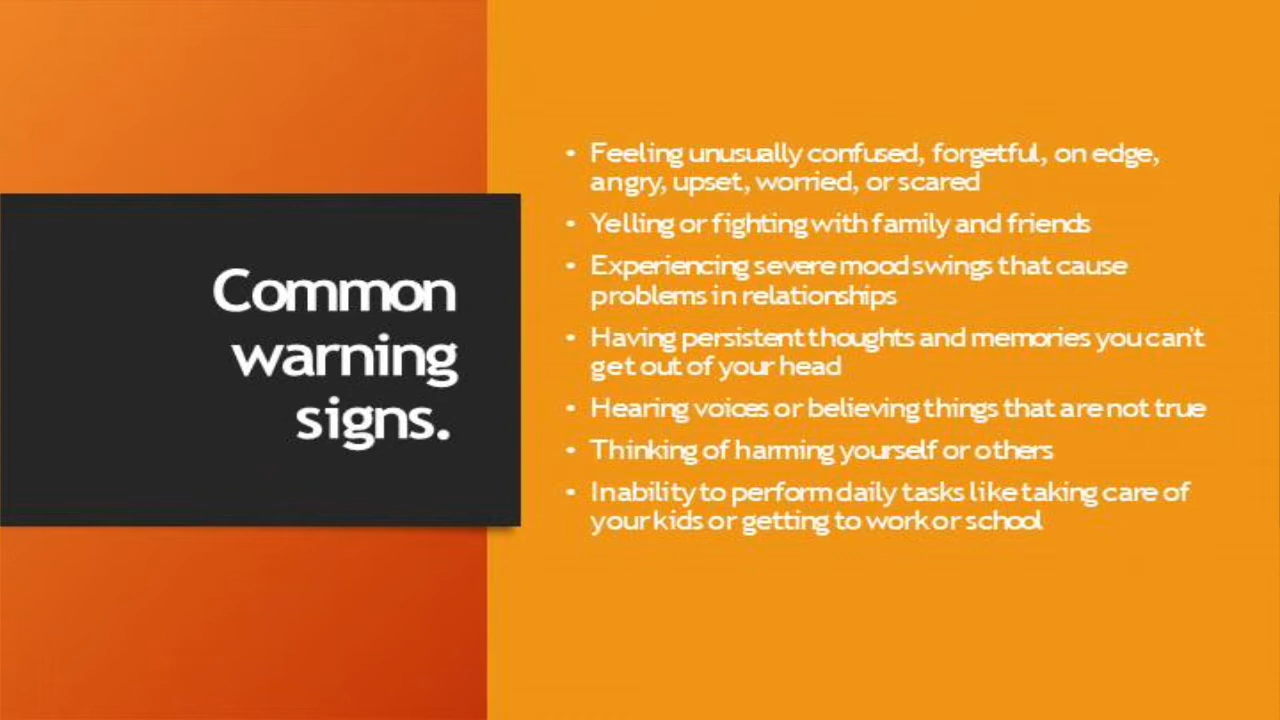 Common
warning
signs.
• Feeling unusually confused, forgetful, on edge,
angry, upset, worried, or scared
• Yelling or fighting with family and friends
• Experiencing severe mood swings that cause
problems in relationships
• Having persistent thoughts and memories you can't
get out of your head
• Hearing voices or believing things that are not true
• Thinking of harming yourself or others
• Inability to perform daily tasks like taking care of
your kids or getting to work or school